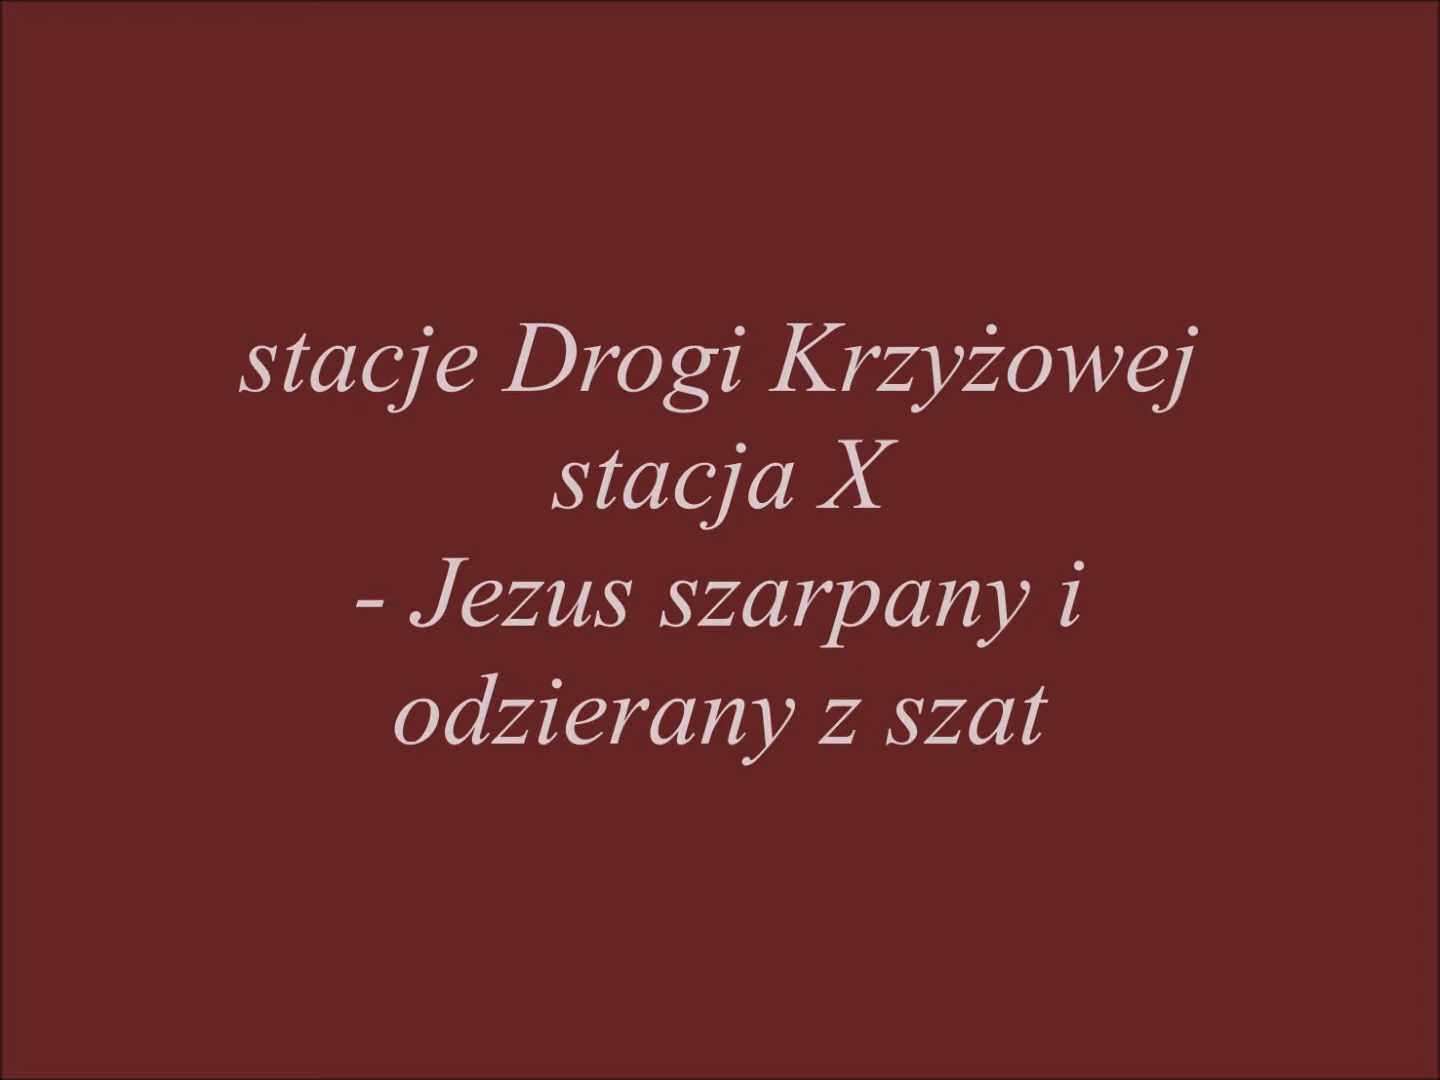 stacje Drogi Krzyżowej
stacja X
- Jezus szarpany i
odzierany z szat